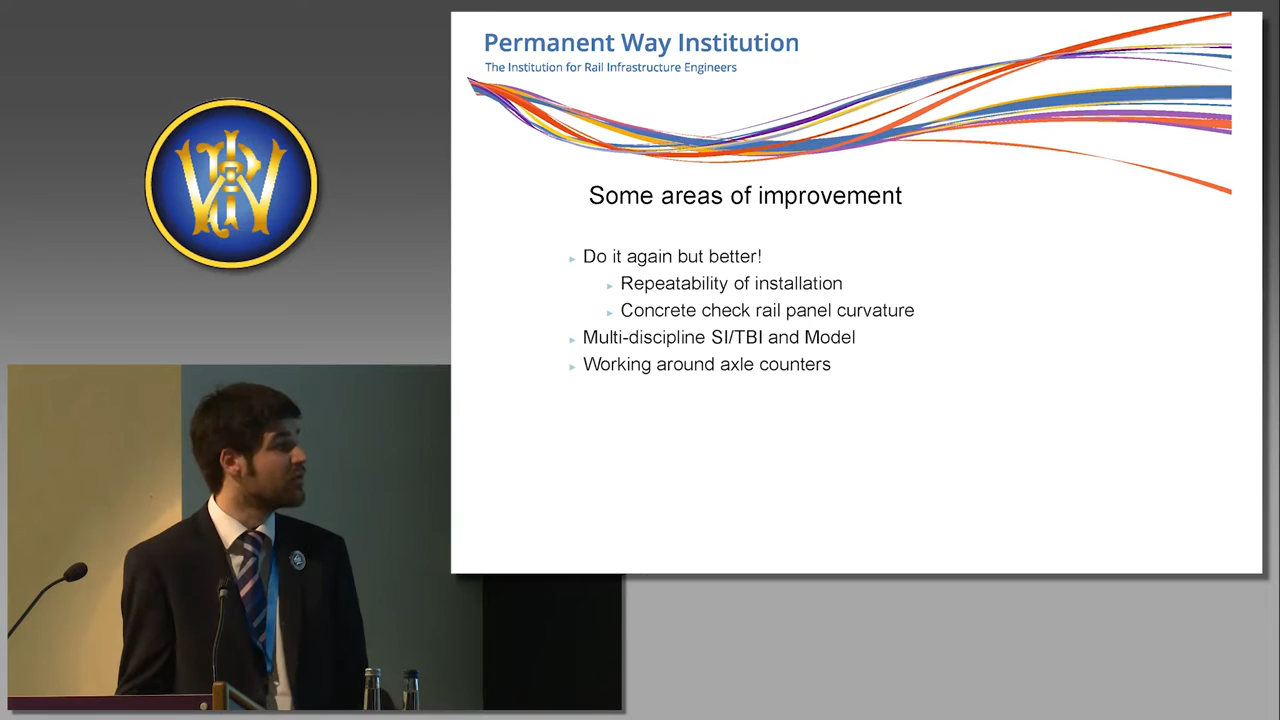 Permanent Way Institution
The Institution for Rail Infrastructure Engineers
Some areas of improvement
Do it again but better!
Repeatability of installation
Concrete check rail panel curvature
Multi-discipline SI/TBI and Model
Working around axle counters